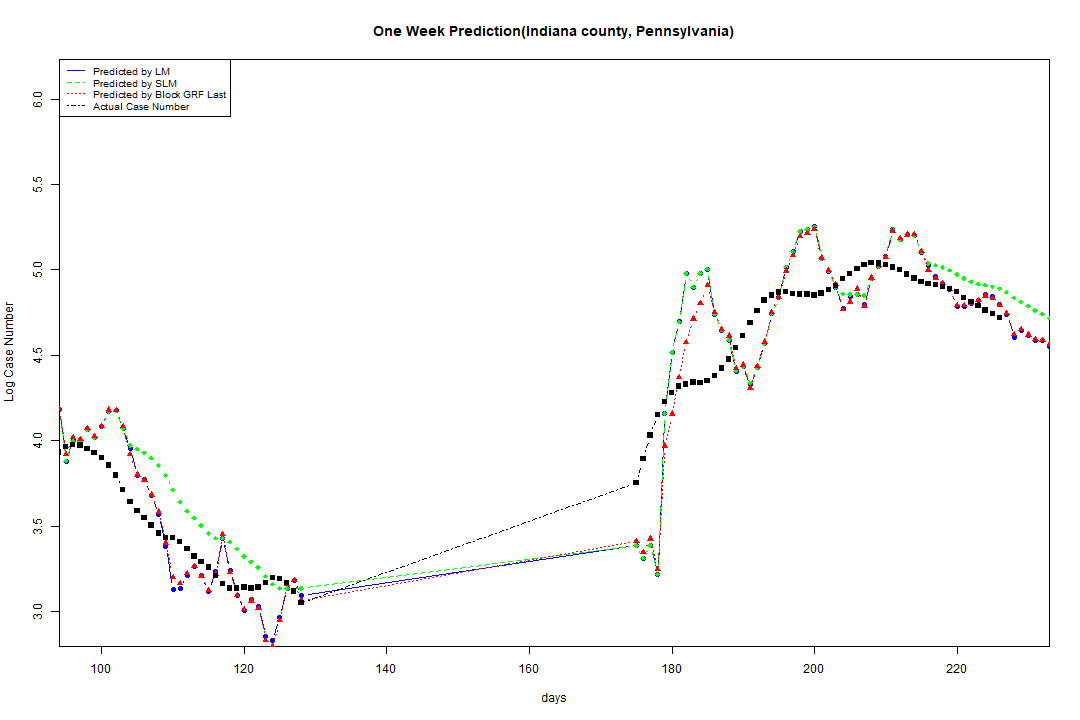 One Week Prediction(Indiana county, Pennsylvania)
Predicted by LM
Predicted by SLM
Predicted by Block GRF Last
Actual Case Number
6.0
5.5
5.0
4.5
4.0
3.5
3.0
Log Case Number
100 120 140 160 180 200 220
days